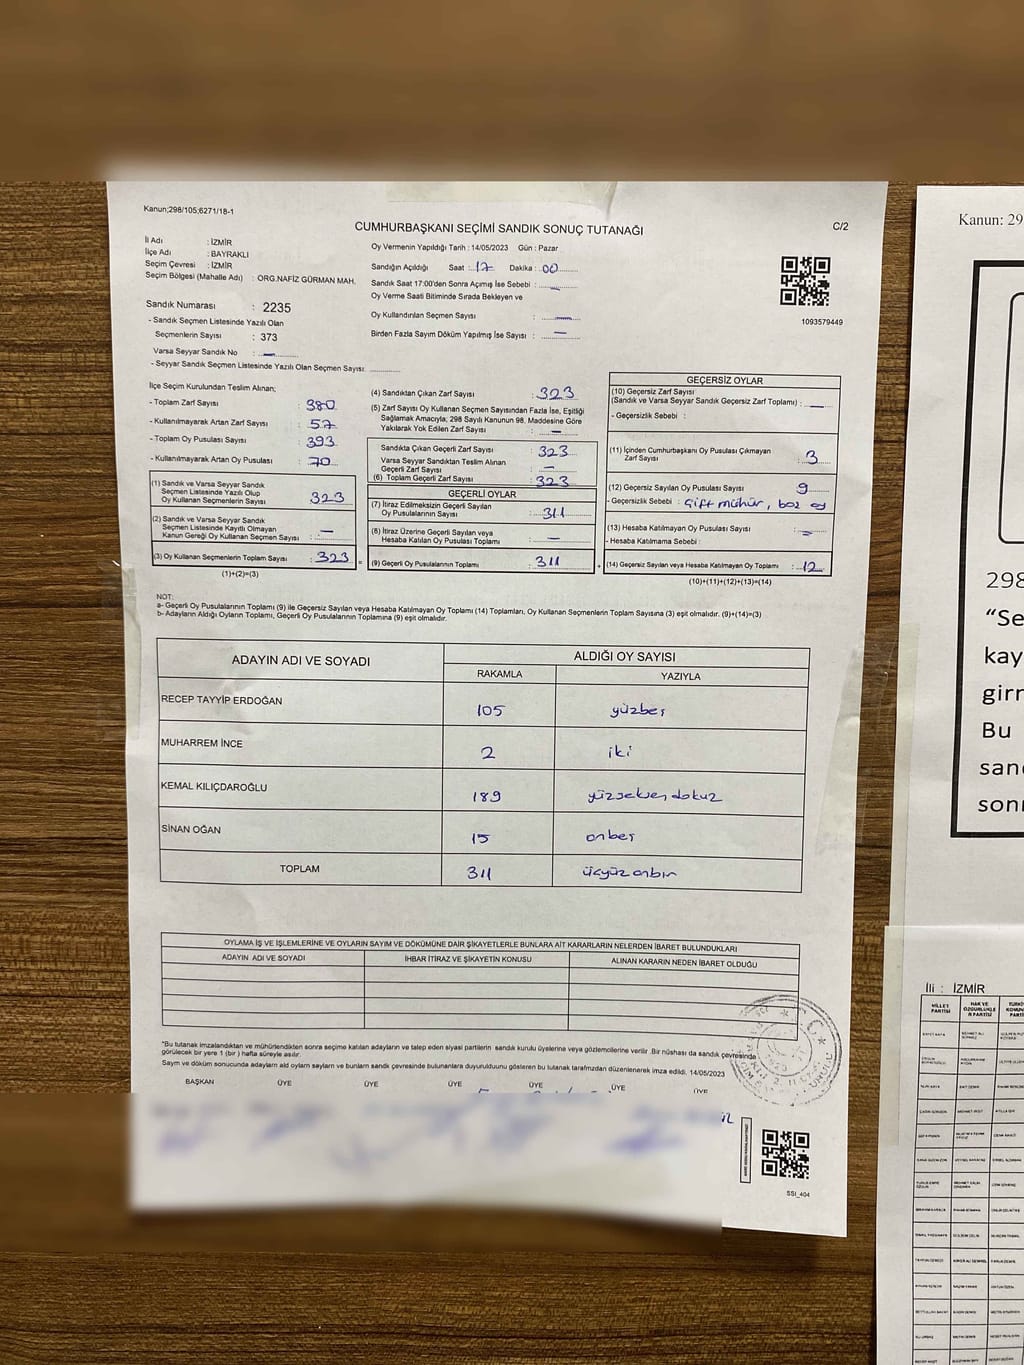 Kanun;298/105;6271/18-1
CUMHURBAŞKANI SEÇİMİ SANDIK SONUÇ TUTANAĞI
C/2
İl Adı : İZMİR
İlçe Adı : BAYRAKLI
Seçim Çevresi : İZMİR
Seçim Bölgesi (Mahalle Adı) : ORG.NAFİZ GÜRMAN MAH.
Oy Vermenin Yapıldığı Tarih : 14/05/2023 Gün : Pazar
Sandığın Açıldığı Saat : 17 Dakika : 00
Sandık Saat 17:00'den Sonra Açımış İse Sebebi : —
Oy Verme Saati Bitiminde Sırada Bekleyen ve
Oy Kullandırılan Seçmen Sayısı : —
Birden Fazla Sayım Döküm Yapılmış İse Sayısı : —
1093579449
Sandık Numarası : 2235
- Sandık Seçmen Listesinde Yazılı Olan
Seçmenlerin Sayısı : 373
Varsa Seyyar Sandık No : —
- Seyyar Sandık Seçmen Listesinde Yazılı Olan Seçmen Sayısı:
İlçe Seçim Kurulundan Teslim Alınan;
- Toplam Zarf Sayısı : 380
- Kullanılmayarak Artan Zarf Sayısı : 57
- Toplam Oy Pusulası Sayısı : 393
- Kullanılmayarak Artan Oy Pusulası : 70
(1) Sandık ve Varsa Seyyar Sandık
Seçmen Listesinde Yazılı Olup
Oy Kullanan Seçmenlerin Sayısı : 323
(2) Sandık ve Varsa Seyyar Sandık
Seçmen Listesinde Kayıtlı Olmayan
Kanun Gereği Oy Kullanan Seçmen Sayısı : —
(3) Oy Kullanan Seçmenlerin Toplam Sayısı : 323
(1)+(2)=(3)
(4) Sandıktan Çıkan Zarf Sayısı : 323
(5) Zarf Sayısı Oy Kullanan Seçmen Sayısından Fazla İse, Eşitliği
Sağlamak Amacıyla, 298 Sayılı Kanunun 98. Maddesine Göre
Yakılarak Yok Edilen Zarf Sayısı : —
Sandıkta Çıkan Geçerli Zarf Sayısı : 323
Varsa Seyyar Sandıktan Teslim Alınan
Geçerli Zarf Sayısı : —
(6) Toplam Geçerli Zarf Sayısı : 323
GEÇERLİ OYLAR
(7) İtiraz Edilmeksizin Geçerli Sayılan
Oy Pusulalarının Sayısı : 311
(8) İtiraz Üzerine Geçerli Sayılan veya
Hesaba Katılan Oy Pusulası Toplamı : —
= (9) Geçerli Oy Pusulalarının Toplamı : 311
GEÇERSİZ OYLAR
(10) Geçersiz Zarf Sayısı
(Sandık ve Varsa Seyyar Sandık Geçersiz Zarf Toplamı) : —
- Geçersizlik Sebebi :
(11) İçinden Cumhurbaşkanı Oy Pusulası Çıkmayan
Zarf Sayısı : 3
(12) Geçersiz Sayılan Oy Pusulası Sayısı : 9
- Geçersizlik Sebebi : Çift mühür, boz oy
(13) Hesaba Katılmayan Oy Pusulası Sayısı : —
- Hesaba Katılmama Sebebi :
+ (14) Geçersiz Sayılan veya Hesaba Katılmayan Oy Toplamı : 12
(10)+(11)+(12)+(13)=(14)
NOT:
a- Geçerli Oy Pusulalarının Toplamı (9) ile Geçersiz Sayılan veya Hesaba Katılmayan Oy Toplamı (14) Toplamları, Oy Kullanan Seçmenlerin Toplam Sayısına (3) eşit olmalıdır. (9)+(14)=(3)
b- Adayların Aldığı Oyların Toplamı, Geçerli Oy Pusulalarının Toplamına (9) eşit olmalıdır.
ADAYIN ADI VE SOYADI ALDIĞI OY SAYISI
RAKAMLA YAZIYLA
RECEP TAYYİP ERDOĞAN 105 yüzbeş
MUHARREM İNCE 2 iki
KEMAL KILIÇDAROĞLU 189 yüzseksendokuz
SİNAN OĞAN 15 onbeş
TOPLAM 311 üçyüzonbir
OYLAMA İŞ VE İŞLEMLERİNE VE OYLARIN SAYIM VE DÖKÜMÜNE DAİR ŞİKAYETLERLE BUNLARA AİT KARARLARIN NELERDEN İBARET BULUNDUKLARI
ADAYIN ADI VE SOYADI İHBAR İTİRAZ VE ŞİKAYETİN KONUSU ALINAN KARARIN NEDEN İBARET OLDUĞU
"Bu tutanak imzalandıktan ve mühürlendikten sonra seçime katılan adayların ve talep eden siyasi partilerin sandık kurulu üyelerine veya gözlemcilerine verilir .Bir nüshası da sandık çevresinde
görülecek bir yere 1 (bir ) hafta süreyle asılır.
Sayım ve döküm sonucunda adayların ald oyların sayıları bunların ve sandık çevresinde bulunanlara duyurulduunu gösteren bu tutanak tarafımızdan düzenlenerek imza edildi. 14/05/2023
BAŞKAN ÜYE ÜYE ÜYE ÜYE ÜYE ÜYE
SSI_404
Kanun: 29
298
“Se
kay
girm
Bu
sand
sonr
İli : İZMİR
MİLLET PARTİSİ
HAK VE ÖZGÜRLÜKLER PARTİSİ